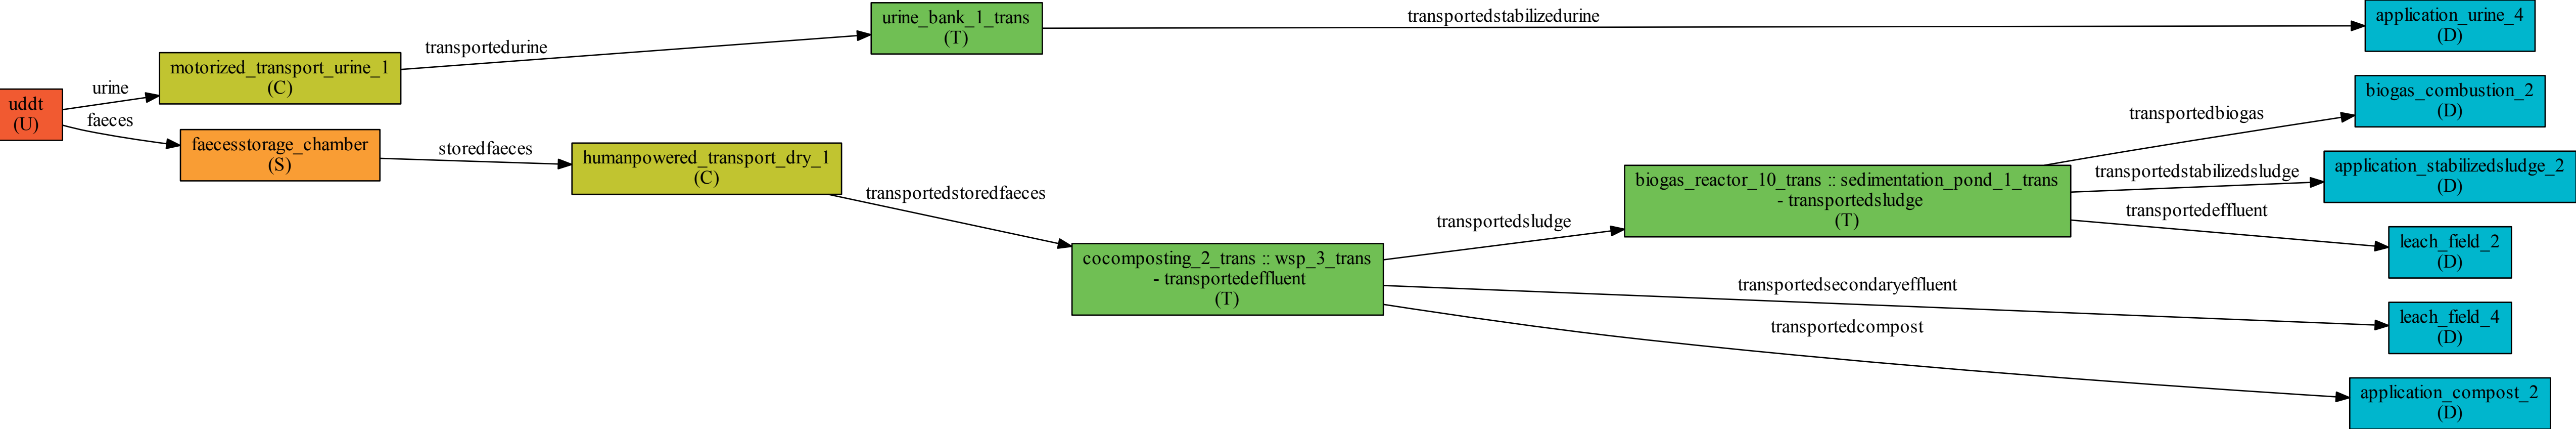 uddt
(U)
urine
faeces
motorized_transport_urine_1
(C)
faecesstorage_chamber
(S)
transportedurine
storedfaeces
humanpowered_transport_dry_1
(C)
urine_bank_1_trans
(T)
transportedstoredfaeces
cocomposting_2_trans :: wsp_3_trans
- transportedeffluent
(T)
transportedstabilizedurine
transportedsludge
biogas_reactor_10_trans :: sedimentation_pond_1_trans
- transportedsludge
(T)
transportedsecondaryeffluent
transportedcompost
transportedbiogas
transportedstabilizedsludge
transportedeffluent
application_urine_4
(D)
biogas_combustion_2
(D)
application_stabilizedsludge_2
(D)
leach_field_2
(D)
leach_field_4
(D)
application_compost_2
(D)